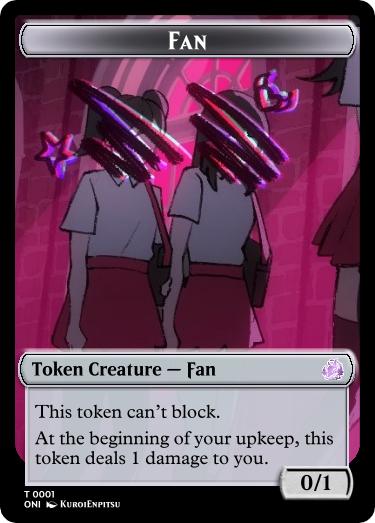 Fan
Token Creature — Fan
This token can't block.
At the beginning of your upkeep, this
token deals 1 damage to you.
0/1
T 0001
ONI KuroiEnpitsu